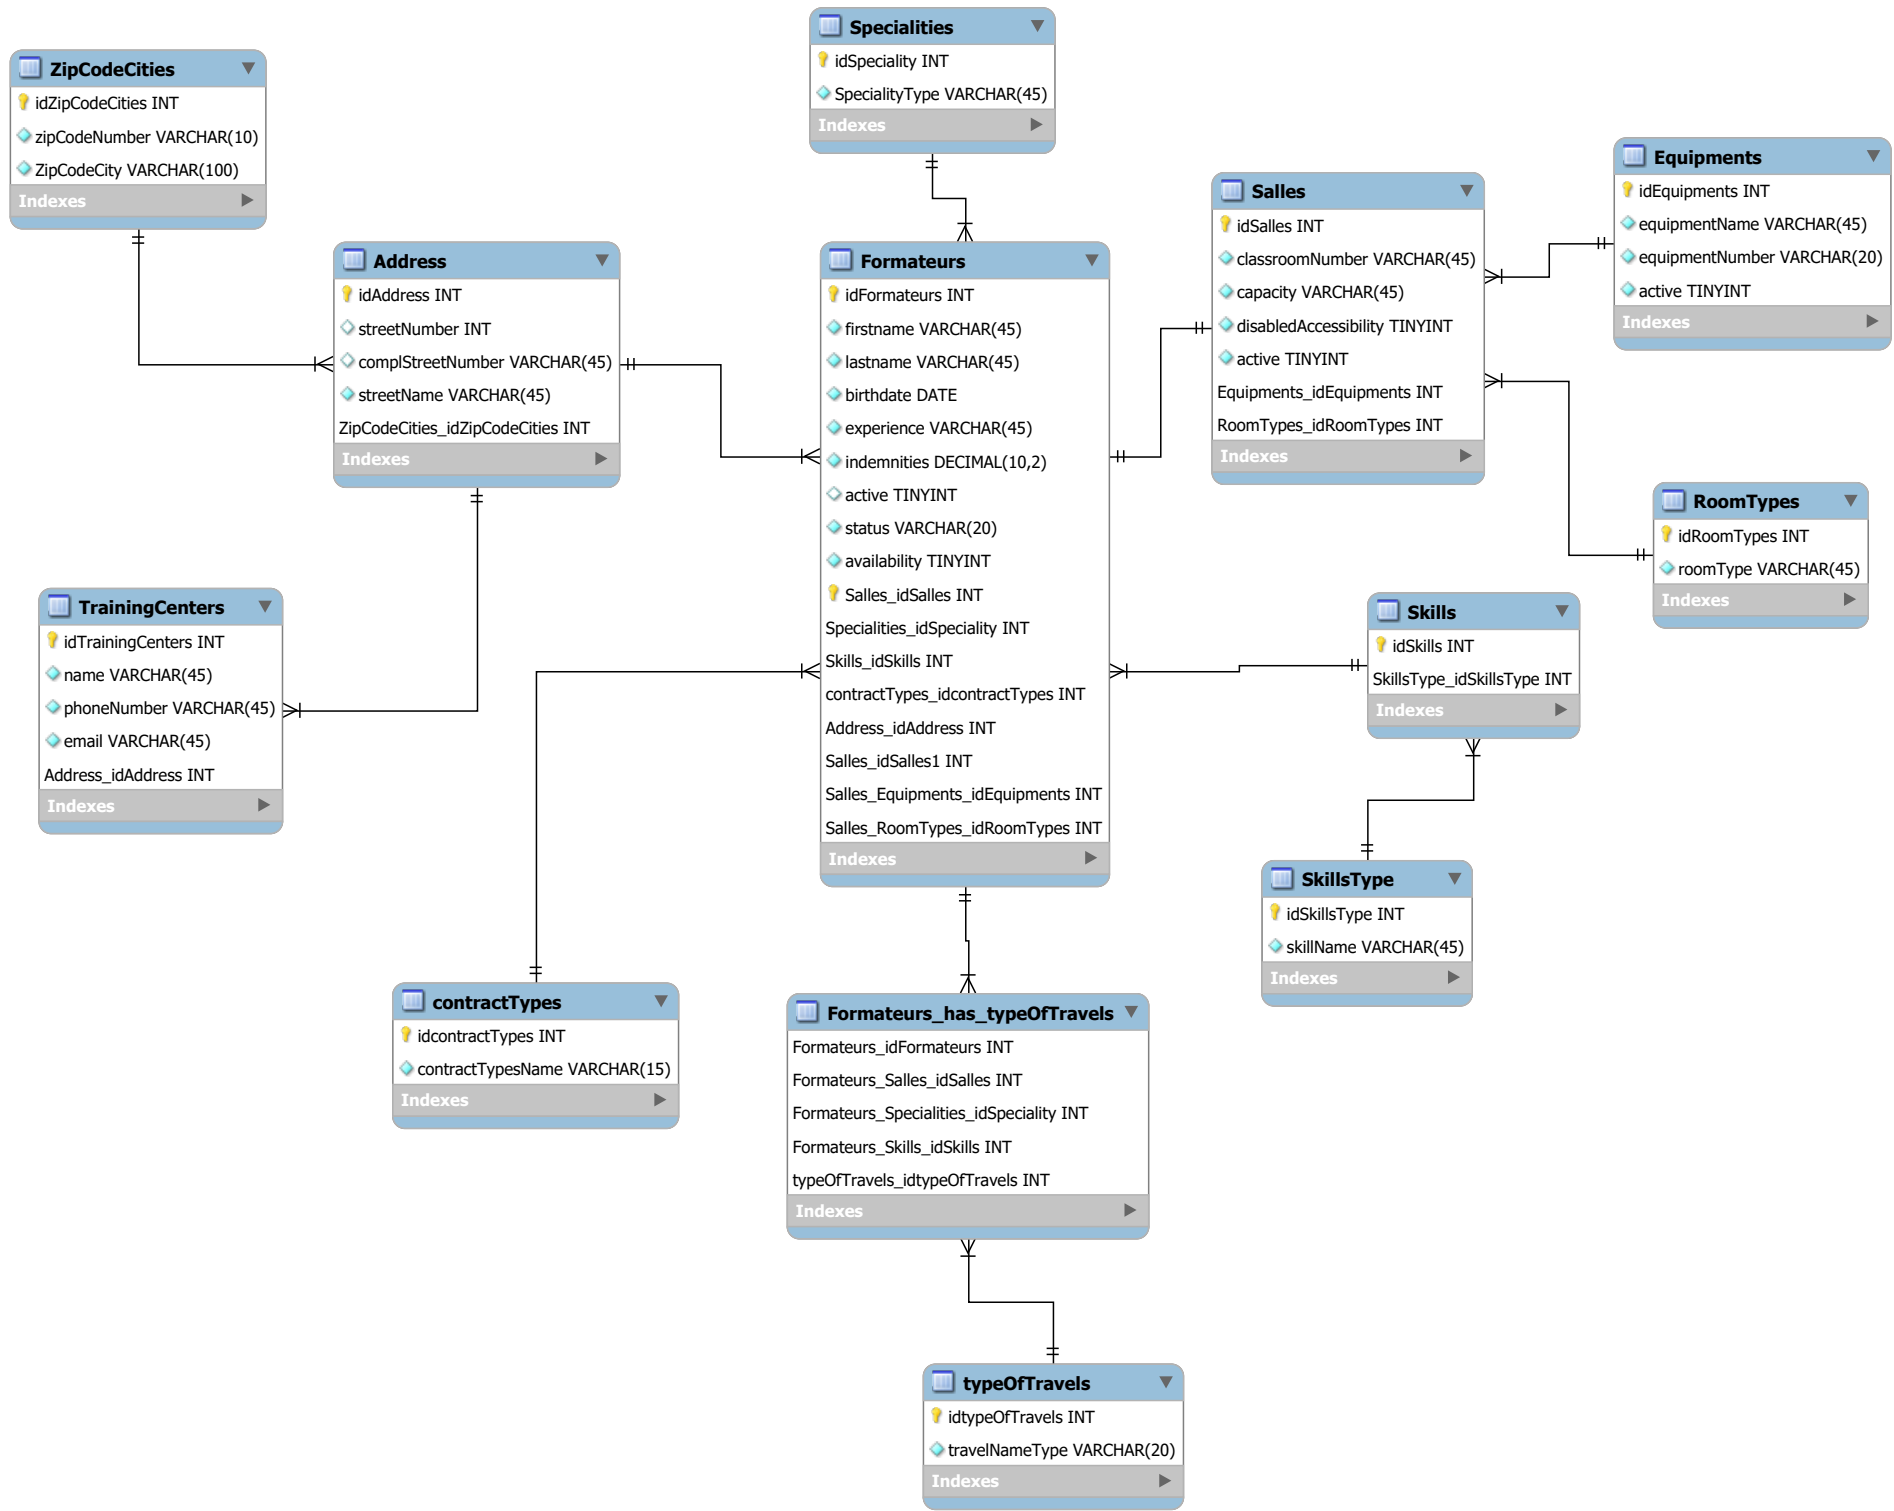 Specialities
idSpeciality INT
SpecialityType VARCHAR(45)
Indexes
ZipCodeCities
idZipCodeCities INT
zipCodeNumber VARCHAR(10)
ZipCodeCity VARCHAR(100)
Indexes
Equipments
idEquipments INT
equipmentName VARCHAR(45)
equipmentNumber VARCHAR(20)
active TINYINT
Indexes
Salles
idSalles INT
classroomNumber VARCHAR(45)
capacity VARCHAR(45)
disabledAccessibility TINYINT
active TINYINT
Equipments_idEquipments INT
RoomTypes_idRoomTypes INT
Indexes
Address
idAddress INT
streetNumber INT
complStreetNumber VARCHAR(45)
streetName VARCHAR(45)
ZipCodeCities_idZipCodeCities INT
Indexes
Formateurs
idFormateurs INT
firstname VARCHAR(45)
lastname VARCHAR(45)
birthdate DATE
experience VARCHAR(45)
indemnities DECIMAL(10,2)
active TINYINT
status VARCHAR(20)
availability TINYINT
Salles_idSalles INT
Specialities_idSpeciality INT
Skills_idSkills INT
contractTypes_idcontractTypes INT
Address_idAddress INT
Salles_idSalles1 INT
Salles_Equipments_idEquipments INT
Salles_RoomTypes_idRoomTypes INT
Indexes
RoomTypes
idRoomTypes INT
roomType VARCHAR(45)
Indexes
TrainingCenters
idTrainingCenters INT
name VARCHAR(45)
phoneNumber VARCHAR(45)
email VARCHAR(45)
Address_idAddress INT
Indexes
Skills
idSkills INT
SkillsType_idSkillsType INT
Indexes
SkillsType
idSkillsType INT
skillName VARCHAR(45)
Indexes
contractTypes
idcontractTypes INT
contractTypesName VARCHAR(15)
Indexes
Formateurs_has_typeOfTravels
Formateurs_idFormateurs INT
Formateurs_Salles_idSalles INT
Formateurs_Specialities_idSpeciality INT
Formateurs_Skills_idSkills INT
typeOfTravels_idtypeOfTravels INT
Indexes
typeOfTravels
idtypeOfTravels INT
travelNameType VARCHAR(20)
Indexes